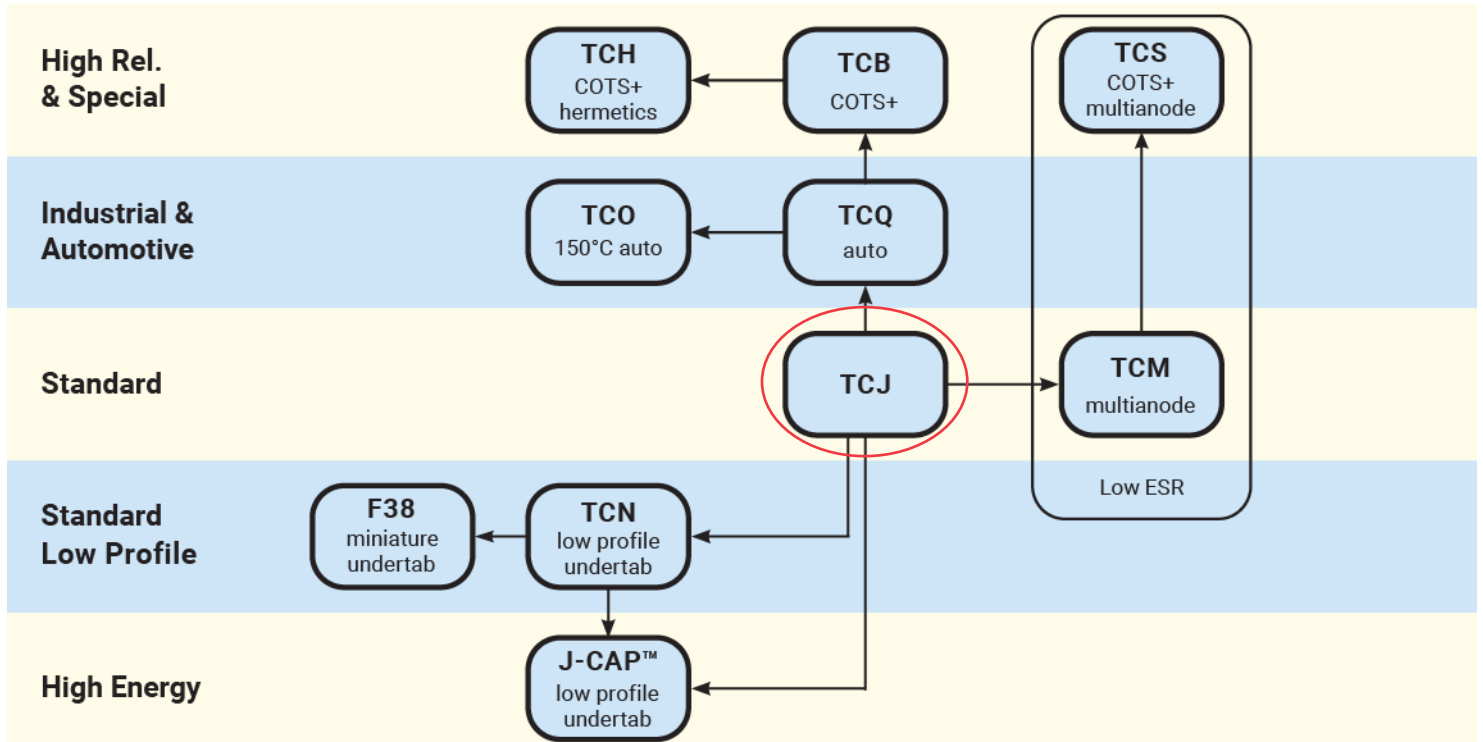 High Rel.
& Special
TCH
COTS+
hermetics
TCB
COTS+
TCS
COTS+
multianode
Industrial &
Automotive
TCO
150°C auto
TCQ
auto
Standard
TCJ
TCM
multianode
Low ESR
Standard
Low Profile
F38
miniature
undertab
TCN
low profile
undertab
High Energy
J-CAP™
low profile
undertab